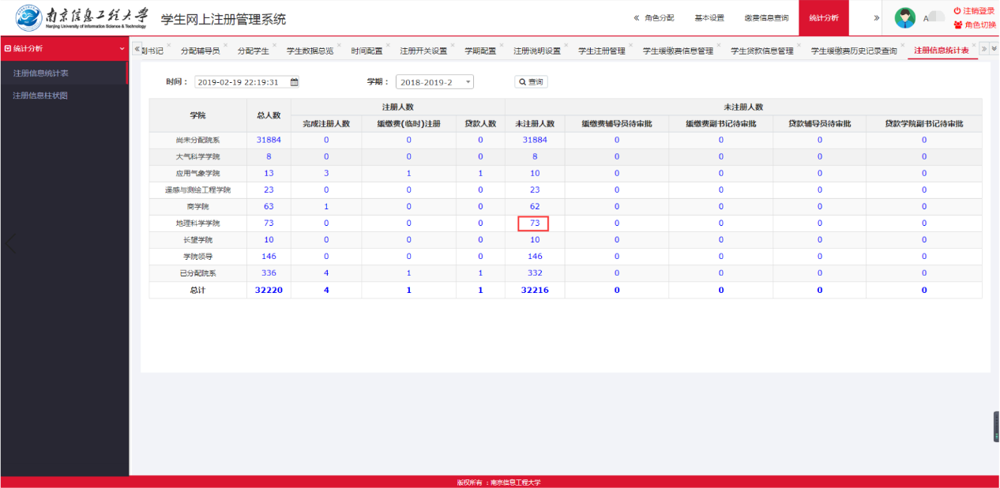 南京信息工程大学
Nanjing University of Information Science & Technology
学生网上注册管理系统
« 角色分配 基本设置 缴费信息查询 统计分析 »
A
注销登录
角色切换
统计分析
注册信息统计表
注册信息柱状图
« 副书记 × 分配辅导员 × 分配学生 × 学生数据总览 × 时间配置 × 注册开关设置 × 学期配置 × 注册说明设置 × 学生注册管理 × 学生缓缴费信息管理 × 学生贷款信息管理 × 学生缓缴费历史记录查询 × 注册信息统计表 × »
时间： 2019-02-19 22:19:31 学期： 2018-2019-2 查询
学院 总人数 注册人数 未注册人数
完成注册人数 缓缴费(临时)注册 贷款人数 未注册人数 缓缴费辅导员待审批 缓缴费副书记待审批 贷款辅导员待审批 贷款学院副书记待审批
尚未分配院系 31884 0 0 0 31884 0 0 0 0
大气科学学院 8 0 0 0 8 0 0 0 0
应用气象学院 13 3 1 1 10 0 0 0 0
遥感与测绘工程学院 23 0 0 0 23 0 0 0 0
商学院 63 1 0 0 62 0 0 0 0
地理科学学院 73 0 0 0 73 0 0 0 0
长望学院 10 0 0 0 10 0 0 0 0
学院领导 146 0 0 0 146 0 0 0 0
已分配院系 336 4 1 1 332 0 0 0 0
总计 32220 4 1 1 32216 0 0 0 0
版权所有 ：南京信息工程大学